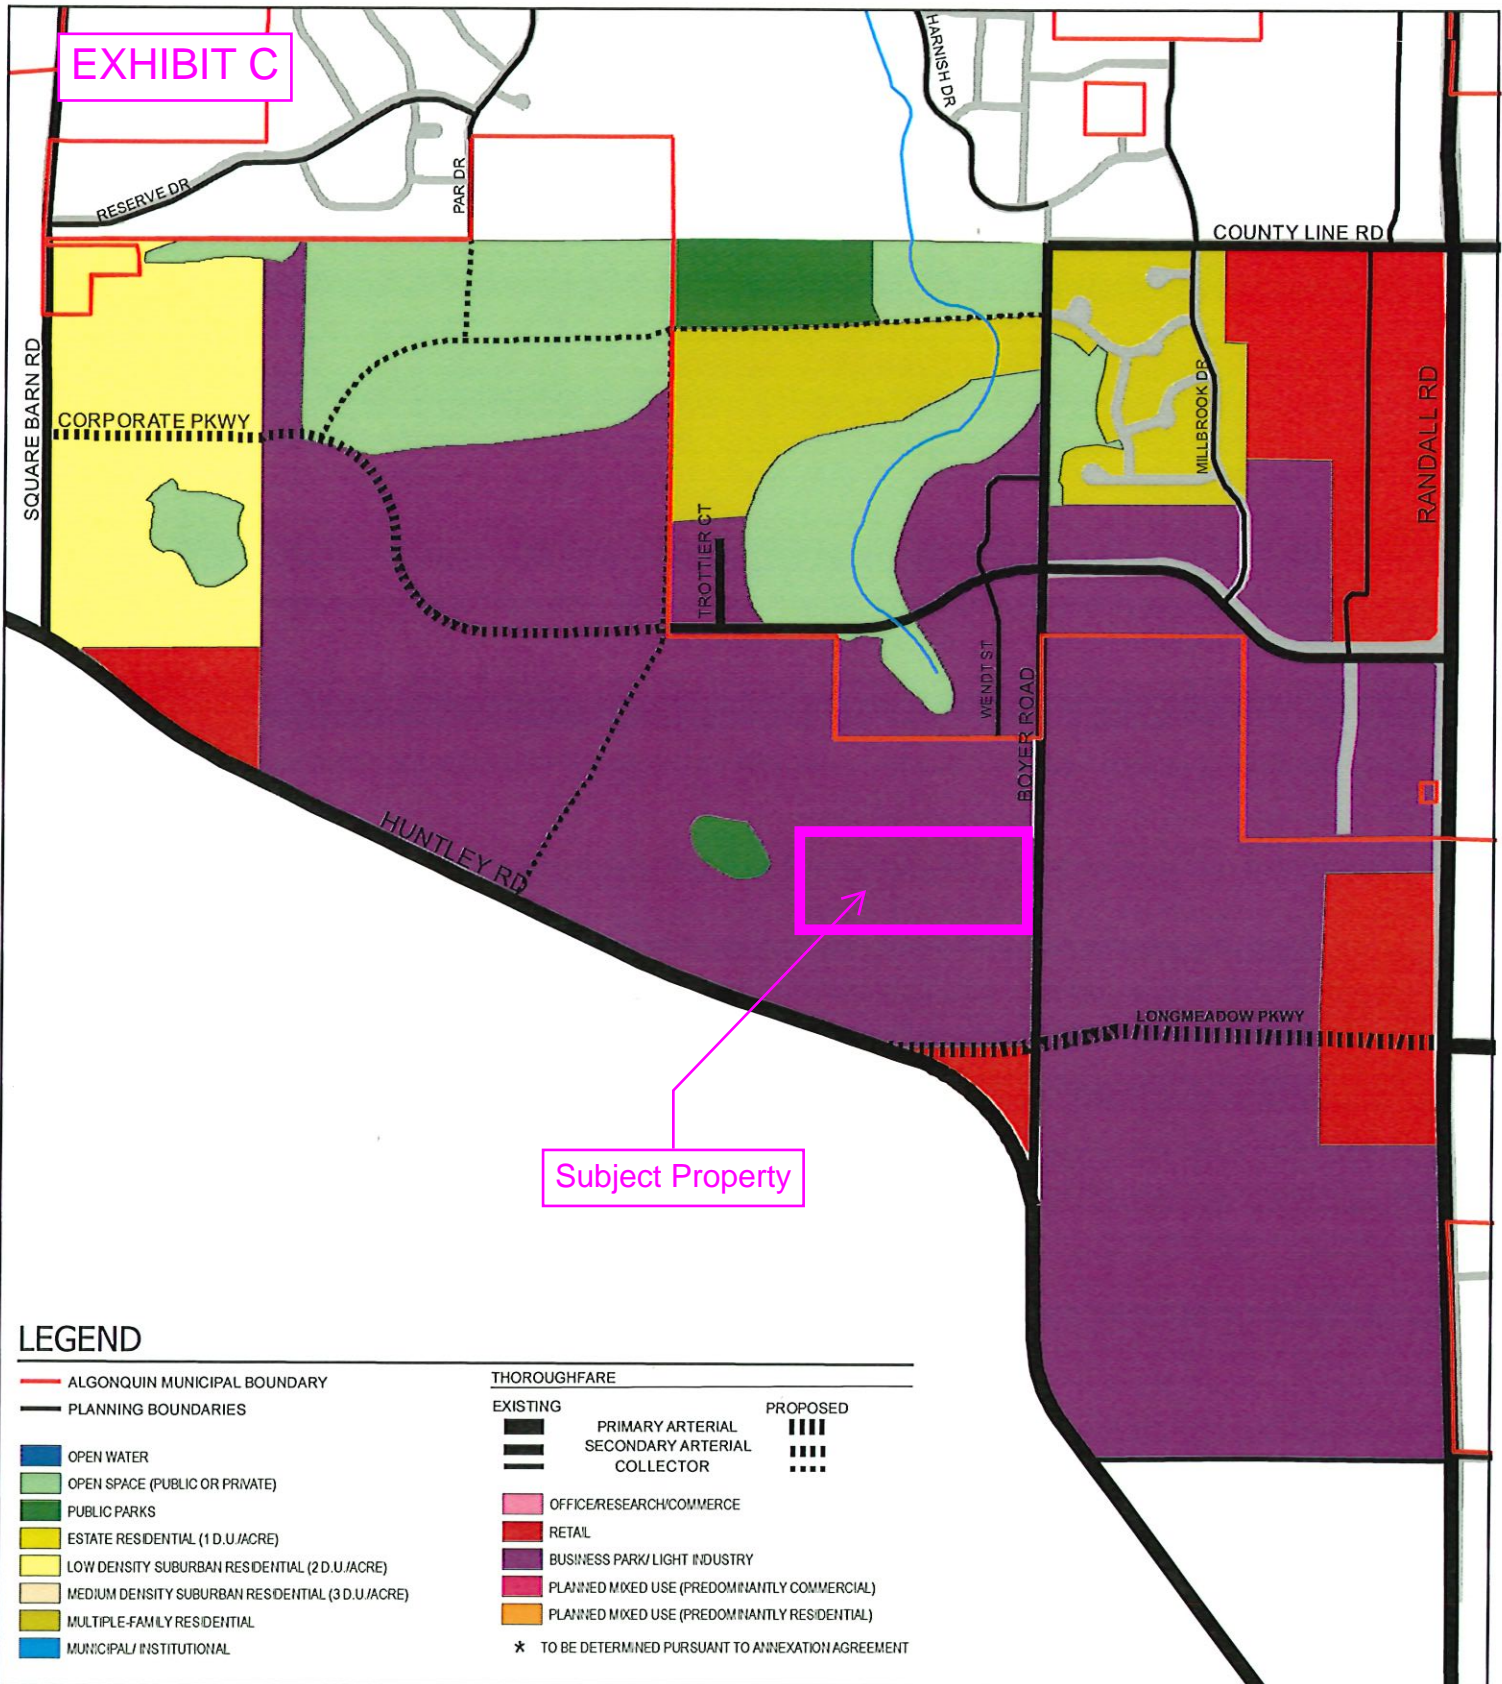 EXHIBIT C
HARNISH DR
RESERVE DR
PAR DR
COUNTY LINE RD
SQUARE BARN RD
CORPORATE PKWY
MILLBROOK DR
RANDALL RD
TROTTIER CT
WENDT ST
BOYER ROAD
HUNTLEY RD
LONGMEADOW PKWY
Subject Property
LEGEND
ALGONQUIN MUNICIPAL BOUNDARY
PLANNING BOUNDARIES
OPEN WATER
OPEN SPACE (PUBLIC OR PRIVATE)
PUBLIC PARKS
ESTATE RESIDENTIAL (1 D.U./ACRE)
LOW DENSITY SUBURBAN RESIDENTIAL (2 D.U./ACRE)
MEDIUM DENSITY SUBURBAN RESIDENTIAL (3 D.U./ACRE)
MULTIPLE-FAMILY RESIDENTIAL
MUNICIPAL/ INSTITUTIONAL
THOROUGHFARE
EXISTING PROPOSED
PRIMARY ARTERIAL
SECONDARY ARTERIAL
COLLECTOR
OFFICE/RESEARCH/COMMERCE
RETAIL
BUSINESS PARK/ LIGHT INDUSTRY
PLANNED MIXED USE (PREDOMINANTLY COMMERCIAL)
PLANNED MIXED USE (PREDOMINANTLY RESIDENTIAL)
* TO BE DETERMINED PURSUANT TO ANNEXATION AGREEMENT